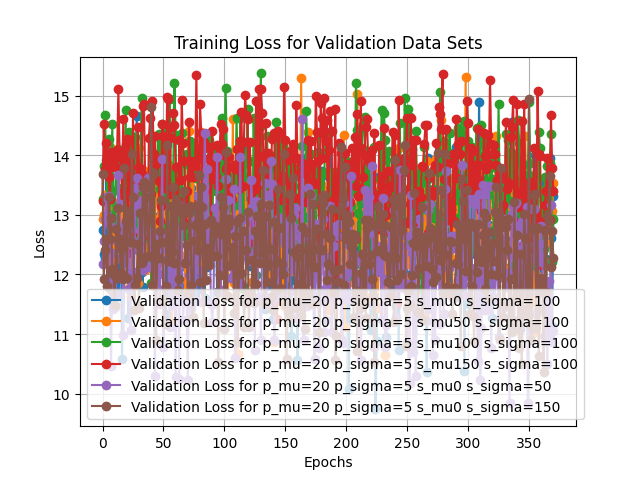 Training Loss for Validation Data Sets
Loss
15
14
13
12
11
10
Validation Loss for p_mu=20 p_sigma=5 s_mu0 s_sigma=100
Validation Loss for p_mu=20 p_sigma=5 s_mu50 s_sigma=100
Validation Loss for p_mu=20 p_sigma=5 s_mu100 s_sigma=100
Validation Loss for p_mu=20 p_sigma=5 s_mu150 s_sigma=100
Validation Loss for p_mu=20 p_sigma=5 s_mu0 s_sigma=50
Validation Loss for p_mu=20 p_sigma=5 s_mu0 s_sigma=150
0 50 100 150 200 250 300 350
Epochs